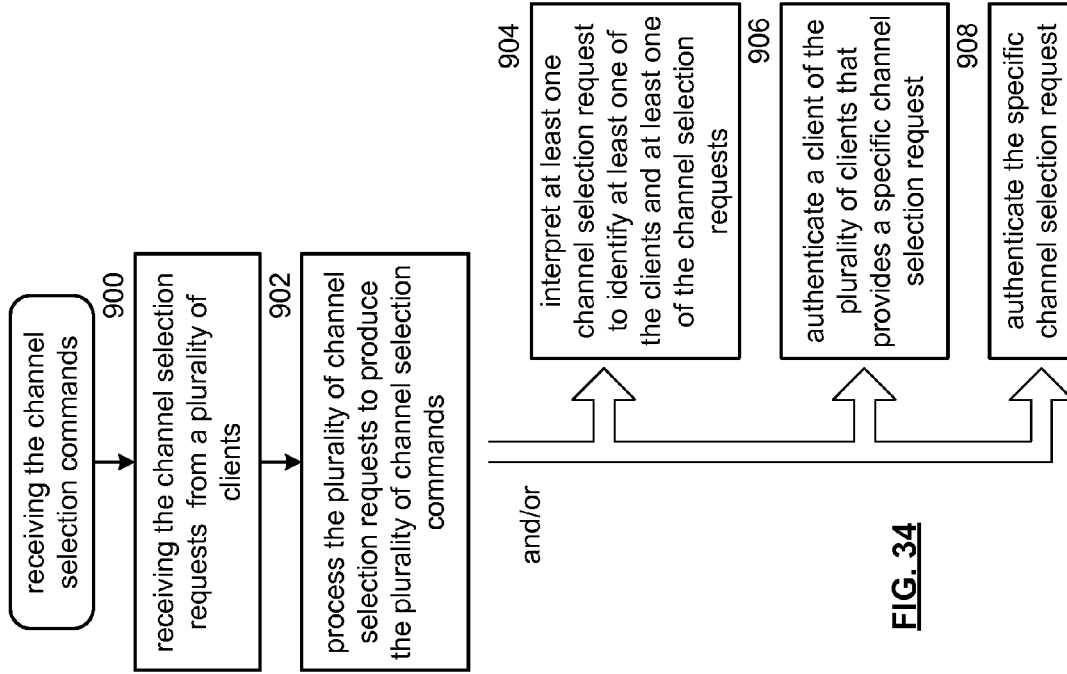 receiving the channel
selection commands
900
receiving the channel selection
requests from a plurality of
clients
902
process the plurality of channel
selection requests to produce
the plurality of channel selection
commands
and/or
904
interpret at least one
channel selection request
to identify at least one of
the clients and at least one
of the channel selection
requests
906
authenticate a client of the
plurality of clients that
provides a specific channel
selection request
908
authenticate the specific
channel selection request
FIG. 34